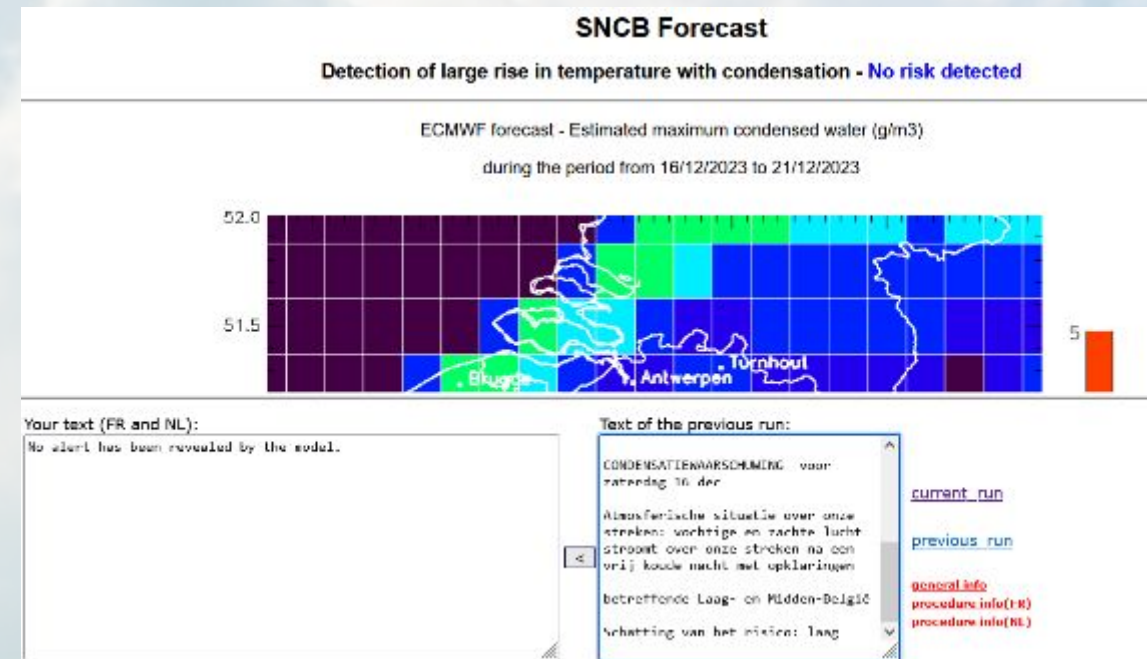 SNCB Forecast
Detection of large rise in temperature with condensation - No risk detected
ECMWF forecast - Estimated maximum condensed water (g/m3)
during the period from 16/12/2023 to 21/12/2023
52.0
51.5
5
Brugge
Antwerpen
Turnhout
Your text (FR and NL):
No alert has been revealed by the model.
<
Text of the previous run:
CONDENSATIEWAARSCHUWING voor
zaterdag 16 dec
Atmosferische situatie over onze
streken: vochtige en zachte lucht
stroomt over onze streken na een
vrij koude nacht met opklaringen
betreffende Laag- en Midden-België
Schatting van het risico: laag
current run
previous run
general info
procedure info(FR)
procedure info(NL)